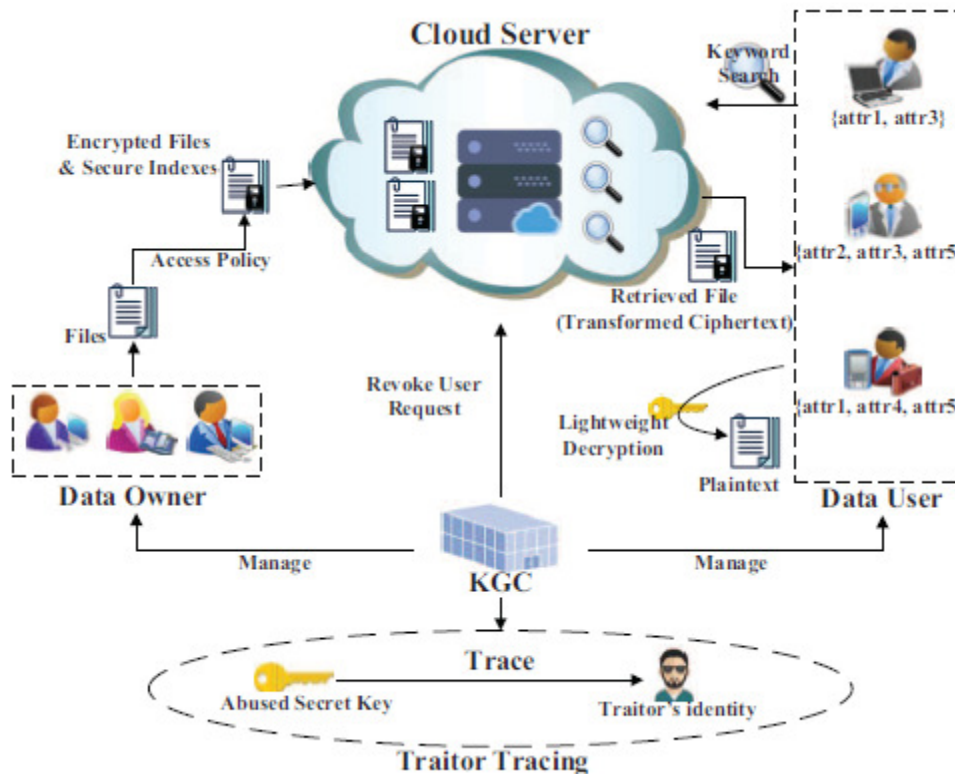 Cloud Server
Keyword
Search
{attr1, attr3}
Encrypted Files
& Secure Indexes
Access Policy
{attr2, attr3, attr5
Files
Retrieved File
(Transformed Ciphertext)
Revoke User
Request
Lightweight
Decryption
{attr1, attr4, attr5
Plaintext
Data Owner
Data User
Manage
Manage
KGC
Trace
Abused Secret Key
Traitor's identity
Traitor Tracing